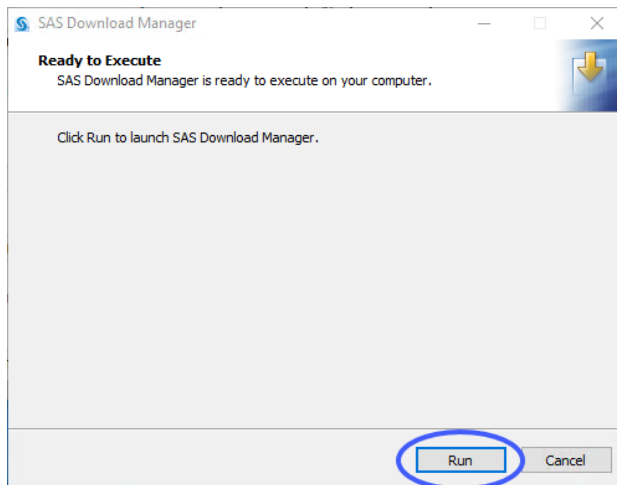 SAS Download Manager
Ready to Execute
SAS Download Manager is ready to execute on your computer.
Click Run to launch SAS Download Manager.
Run
Cancel